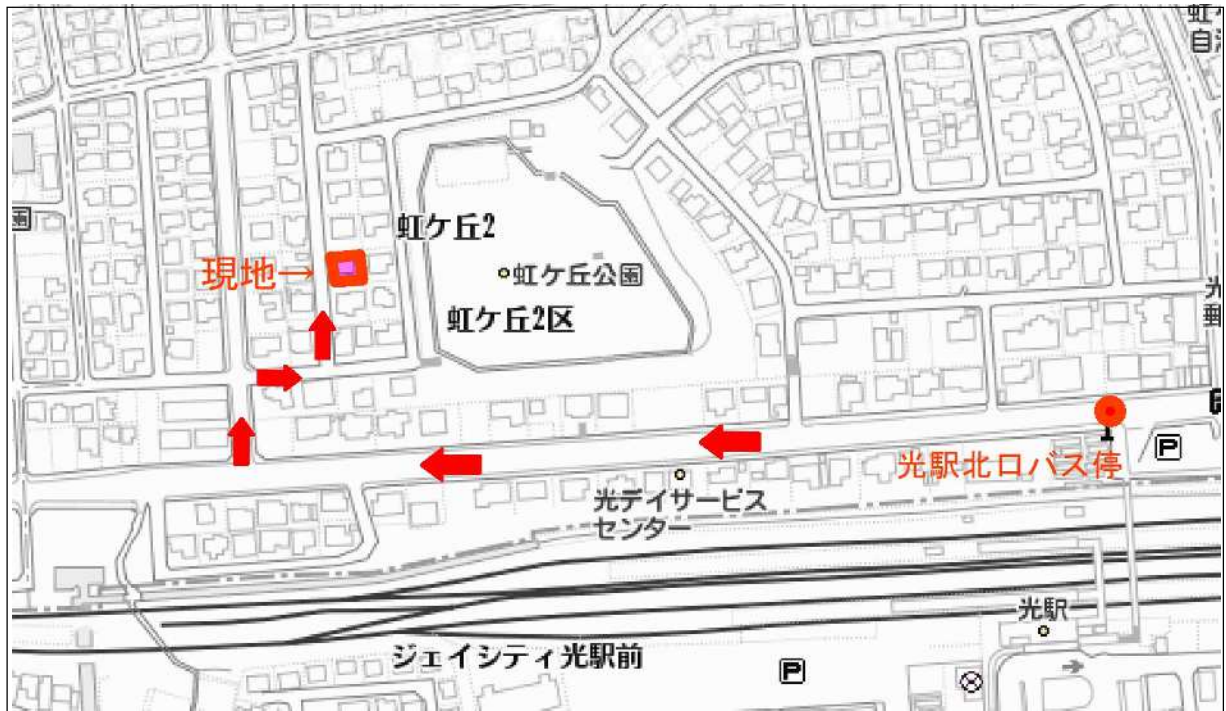 虹ケ丘2
現地→
虹ケ丘公園
虹ケ丘2区
光駅北口バス停
P
光デイサービス
センター
光駅
ジェイシティ光駅前
P